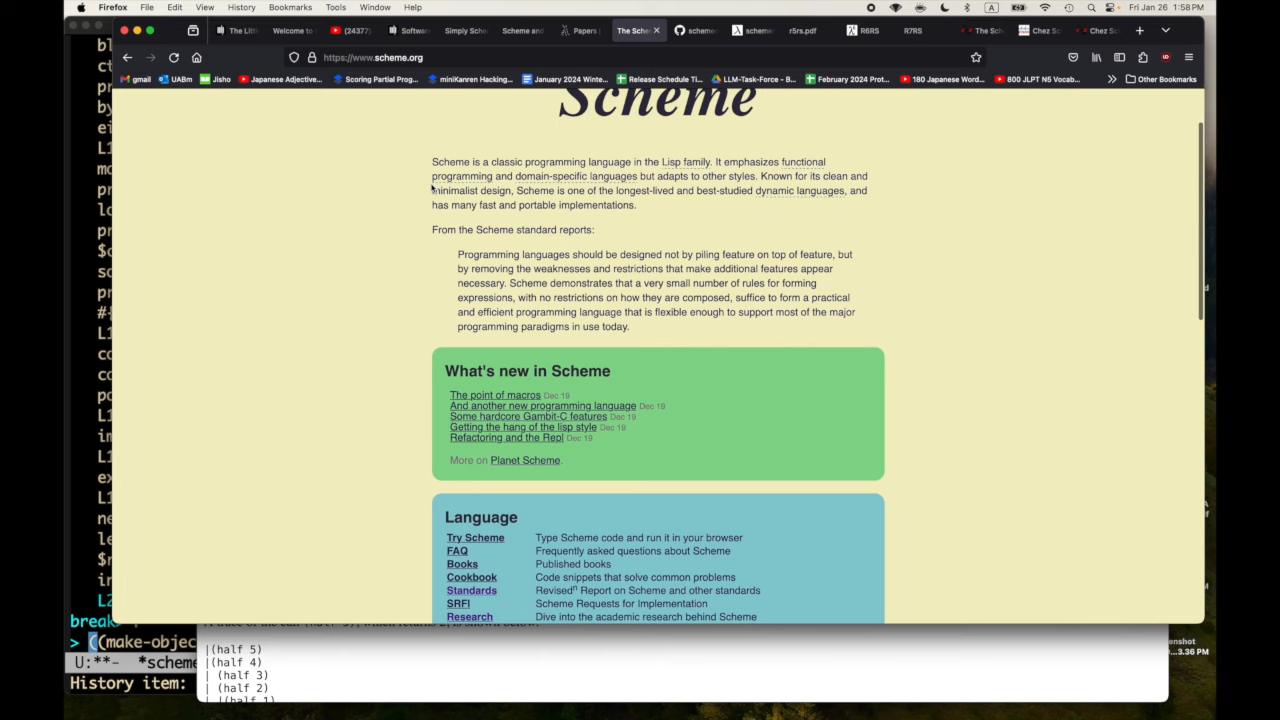 Firefox File Edit View History Bookmarks Tools Window Help
A
Fri Jan 26 1:58 PM
The Little
Welcome to
(24377)
Software
Simply Sche
Scheme and
Papers
The Sche
scheme
schemer
r5rs.pdf
R6RS
R7RS
The Sch
Chez Sc
Chez Sc
https://www.scheme.org
gmail
UABm
Jisho
Japanese Adjective...
Scoring Partial Prog...
miniKanren Hacking...
January 2024 Winte...
Release Schedule Ti...
LLM-Task-Force – B...
February 2024 Prot...
180 Japanese Word...
800 JLPT N5 Vocab...
Other Bookmarks
Scheme
Scheme is a classic programming language in the Lisp family. It emphasizes functional
programming and domain-specific languages but adapts to other styles. Known for its clean and
minimalist design, Scheme is one of the longest-lived and best-studied dynamic languages, and
has many fast and portable implementations.
From the Scheme standard reports:
Programming languages should be designed not by piling feature on top of feature, but
by removing the weaknesses and restrictions that make additional features appear
necessary. Scheme demonstrates that a very small number of rules for forming
expressions, with no restrictions on how they are composed, suffice to form a practical
and efficient programming language that is flexible enough to support most of the major
programming paradigms in use today.
What's new in Scheme
The point of macros Dec 19
And another new programming language Dec 19
Some hardcore Gambit-C features Dec 19
Getting the hang of the lisp style Dec 19
Refactoring and the Repl Dec 19
More on Planet Scheme.
Language
Try Scheme Type Scheme code and run it in your browser
FAQ Frequently asked questions about Scheme
Books Published books
Cookbook Code snippets that solve common problems
Standards Revisedⁿ Report on Scheme and other standards
SRFI Scheme Requests for Implementation
Research Dive into the academic research behind Scheme
break>
> ((make-objec
U:**- *scheme
History item:
|(half 5)
|(half 4)
| (half 3)
| (half 2)
| |(half 1)
...3.36 PM